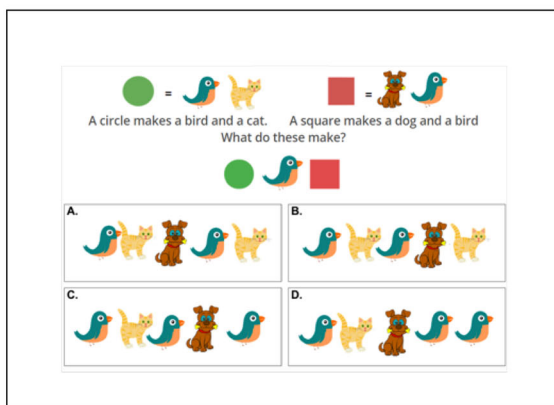 =
=
A circle makes a bird and a cat.
A square makes a dog and a bird
What do these make?
A.
B.
C.
D.